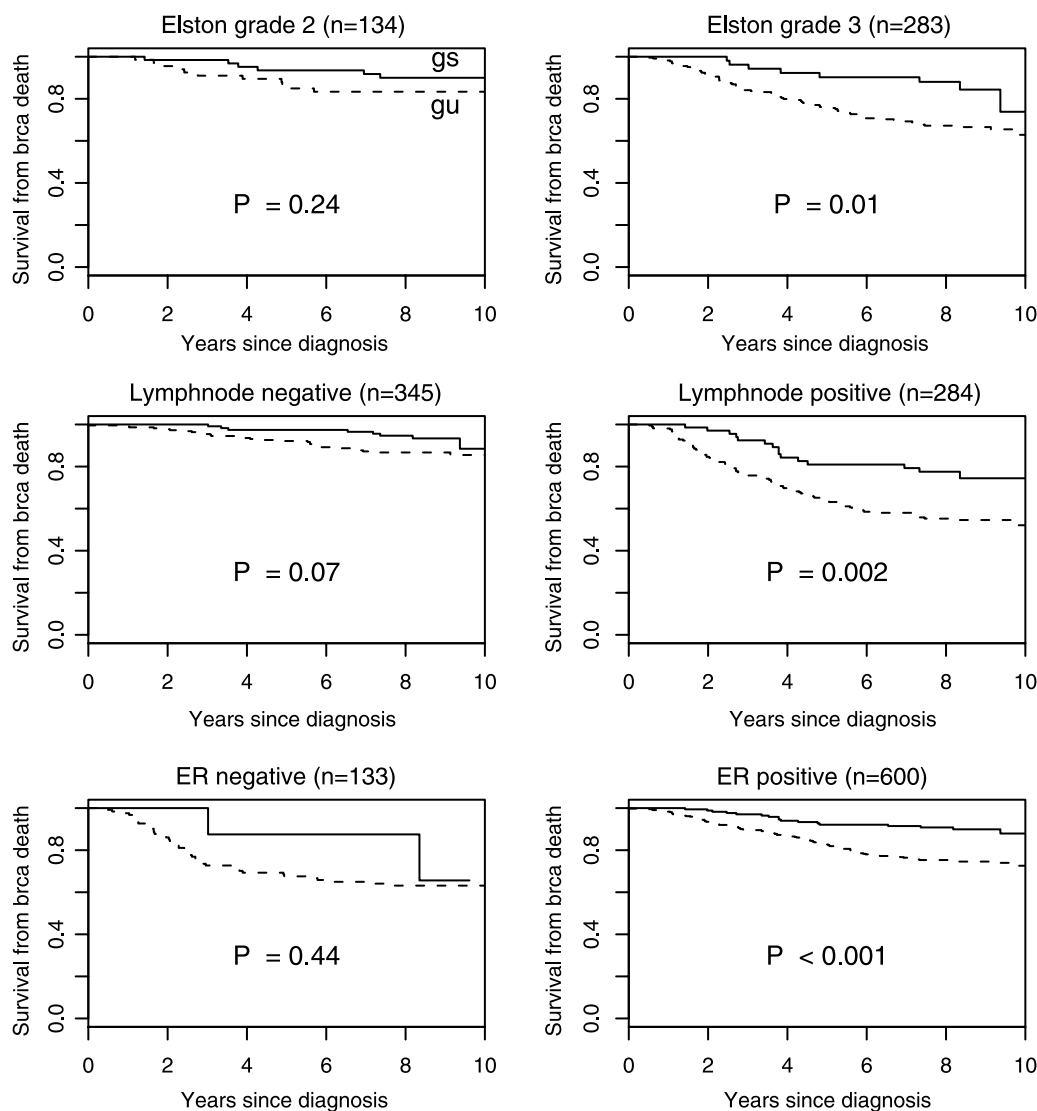 Elston grade 2 (n=134)
Survival from brca death
0.0 0.4 0.8
gs
gu
P = 0.24
0 2 4 6 8 10
Years since diagnosis
Elston grade 3 (n=283)
Survival from brca death
0.0 0.4 0.8
P = 0.01
0 2 4 6 8 10
Years since diagnosis
Lymphnode negative (n=345)
Survival from brca death
0.0 0.4 0.8
P = 0.07
0 2 4 6 8 10
Years since diagnosis
Lymphnode positive (n=284)
Survival from brca death
0.0 0.4 0.8
P = 0.002
0 2 4 6 8 10
Years since diagnosis
ER negative (n=133)
Survival from brca death
0.0 0.4 0.8
P = 0.44
0 2 4 6 8 10
Years since diagnosis
ER positive (n=600)
Survival from brca death
0.0 0.4 0.8
P < 0.001
0 2 4 6 8 10
Years since diagnosis